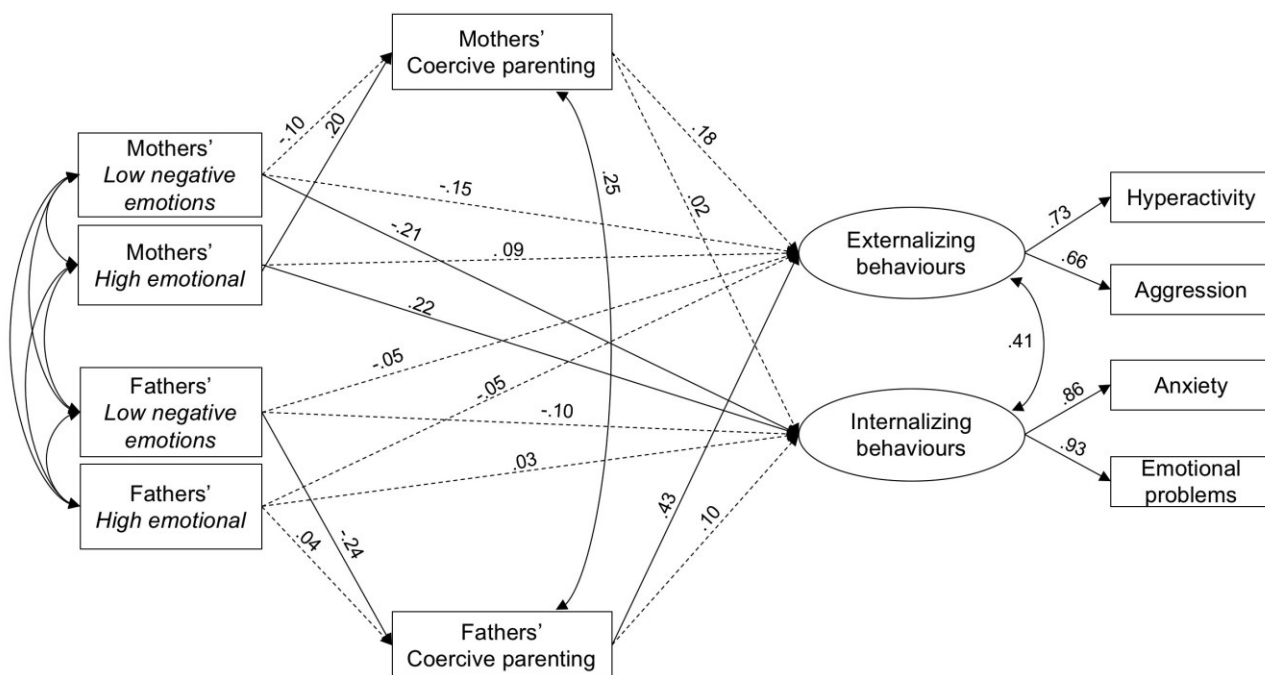 Mothers’
Coercive parenting
-.10
.20
.18
Mothers’
Low negative
emotions
-.15
.25
.02
Hyperactivity
.73
-.21
Mothers’
High emotional
.09
Externalizing
behaviours
.66
Aggression
.22
.41
-.05
-.05
Fathers’
Low negative
emotions
-.10
Internalizing
behaviours
.86
Anxiety
.03
.93
Emotional
problems
Fathers’
High emotional
.04
-.24
.43
.10
Fathers’
Coercive parenting